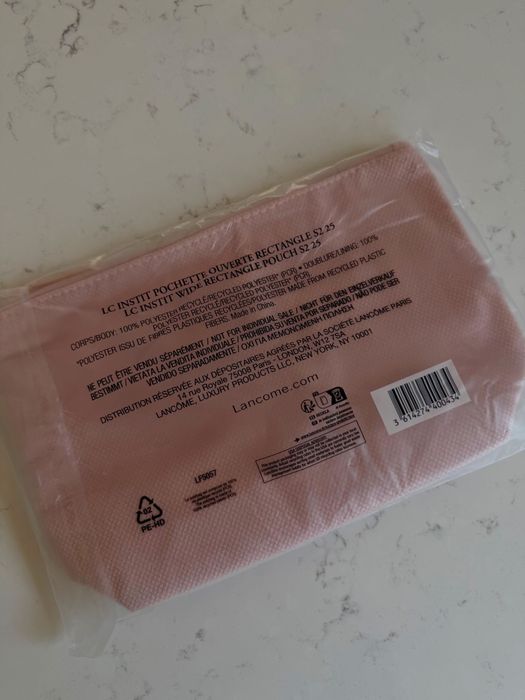 LC INSTIT POCHETTE OUVERTE RECTANGLE S2 25
LC INSTIT WIDE RECTANGLE POUCH S2 25
CORPS/BODY: 100% POLYESTER RECYCLÉ/RECYCLED POLYESTER* (PCR) • DOUBLURE/LINING: 100%
POLYESTER RECYCLÉ/RECYCLED POLYESTER* (PCR)
*POLYESTER ISSU DE FIBRES PLASTIQUES RECYCLÉES/POLYESTER MADE FROM RECYCLED PLASTIC
FIBERS. Made in China.
NE PEUT ÊTRE VENDU SÉPARÉMENT / NOT FOR INDIVIDUAL SALE / NICHT FÜR DEN EINZELVERKAUF
BESTIMMT / VIETATA LA VENDITA INDIVIDUALE / PROHIBIDA SU VENTA POR SEPARADO / NÃO PODE SER
VENDIDO SEPARADAMENTE / ΟΧΙ ΓΙΑ ΜΕΜΟΝΩΜΕΝΗ ΠΩΛΗΣΗ
DISTRIBUTION RÉSERVÉE AUX DÉPOSITAIRES AGRÉÉS PAR LA SOCIÉTÉ LANCÔME PARIS
14 rue Royale 75008 Paris - LONDON, W12 7SA
LANCÔME, LUXURY PRODUCTS LLC, NEW YORK, NY 10001
Lancome.com
3 614274 400434
LF5057
02
PE-HD